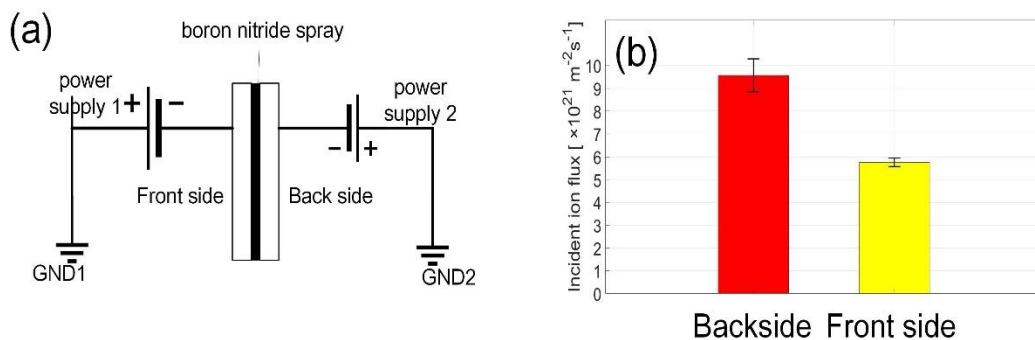 (a)
boron nitride spray
power
supply 1
+
−
power
supply 2
−
+
Front side
Back side
GND1
GND2
(b)
Incident ion flux [ ×10²¹ m⁻²s⁻¹]
10
9
8
7
6
5
4
3
2
1
0
Backside
Front side